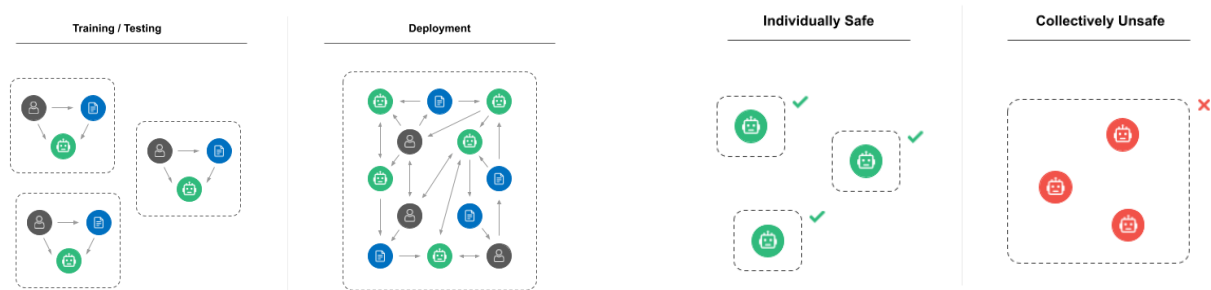 Training / Testing
Deployment
Individually Safe
Collectively Unsafe